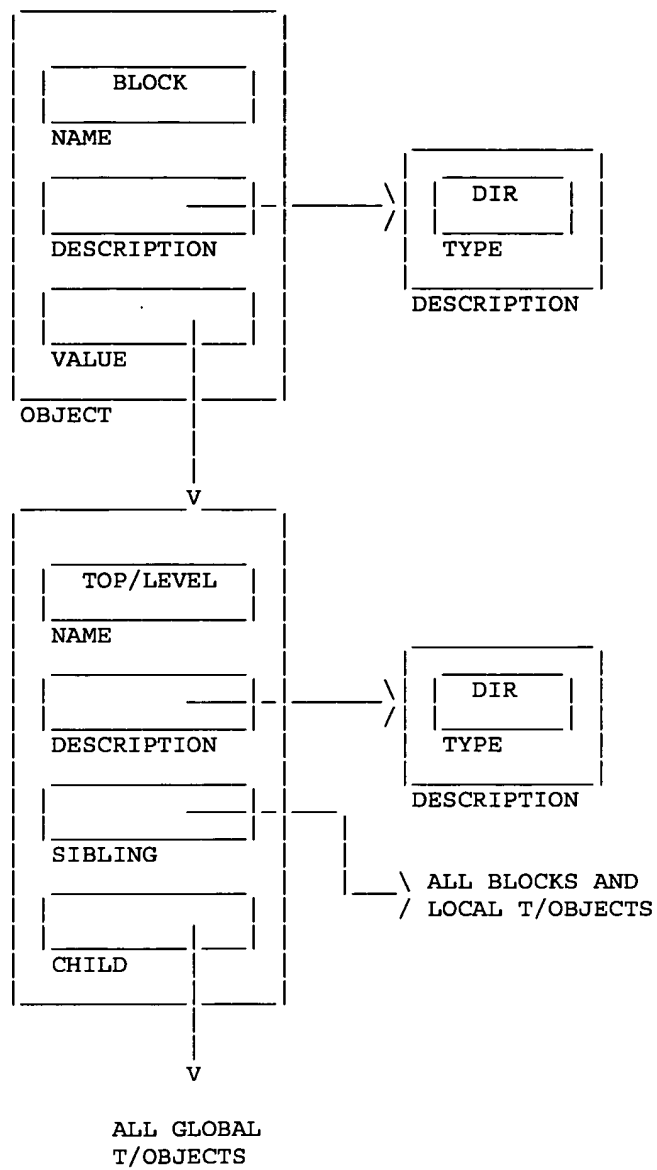 BLOCK
NAME
DIR
DESCRIPTION
TYPE
DESCRIPTION
VALUE
OBJECT
V
TOP/LEVEL
NAME
DIR
DESCRIPTION
TYPE
DESCRIPTION
SIBLING
ALL BLOCKS AND
LOCAL T/OBJECTS
CHILD
V
ALL GLOBAL
T/OBJECTS